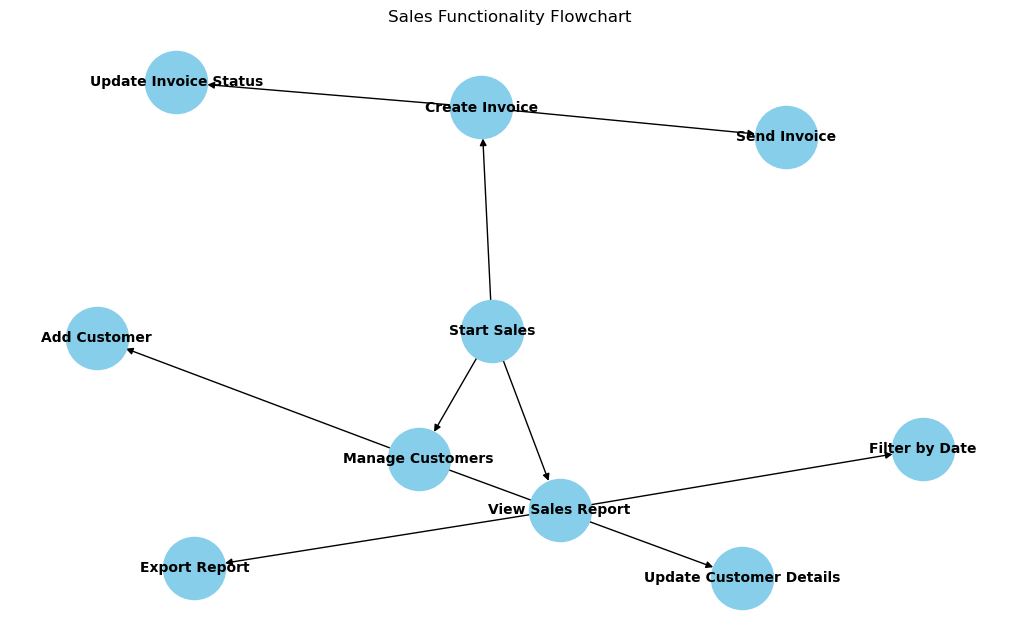 Sales Functionality Flowchart
Update Invoice Status
Create Invoice
Send Invoice
Start Sales
Add Customer
Manage Customers
Filter by Date
View Sales Report
Export Report
Update Customer Details